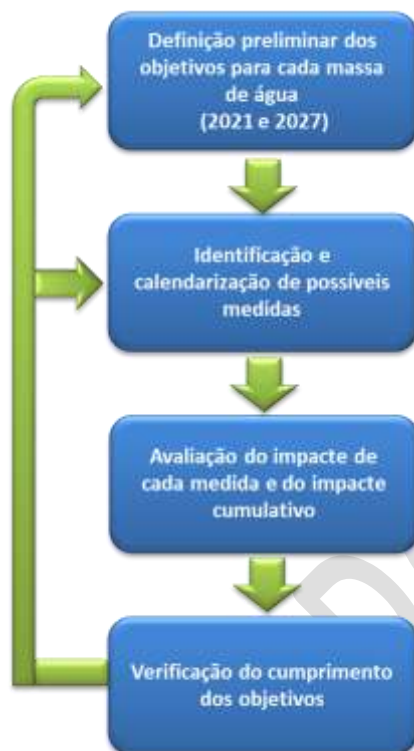 Definição preliminar dos
objetivos para cada massa
de água
(2021 e 2027)
Identificação e
calendarização de possíveis
medidas
Avaliação do impacte de
cada medida e do impacte
cumulativo
Verificação do cumprimento
dos objetivos